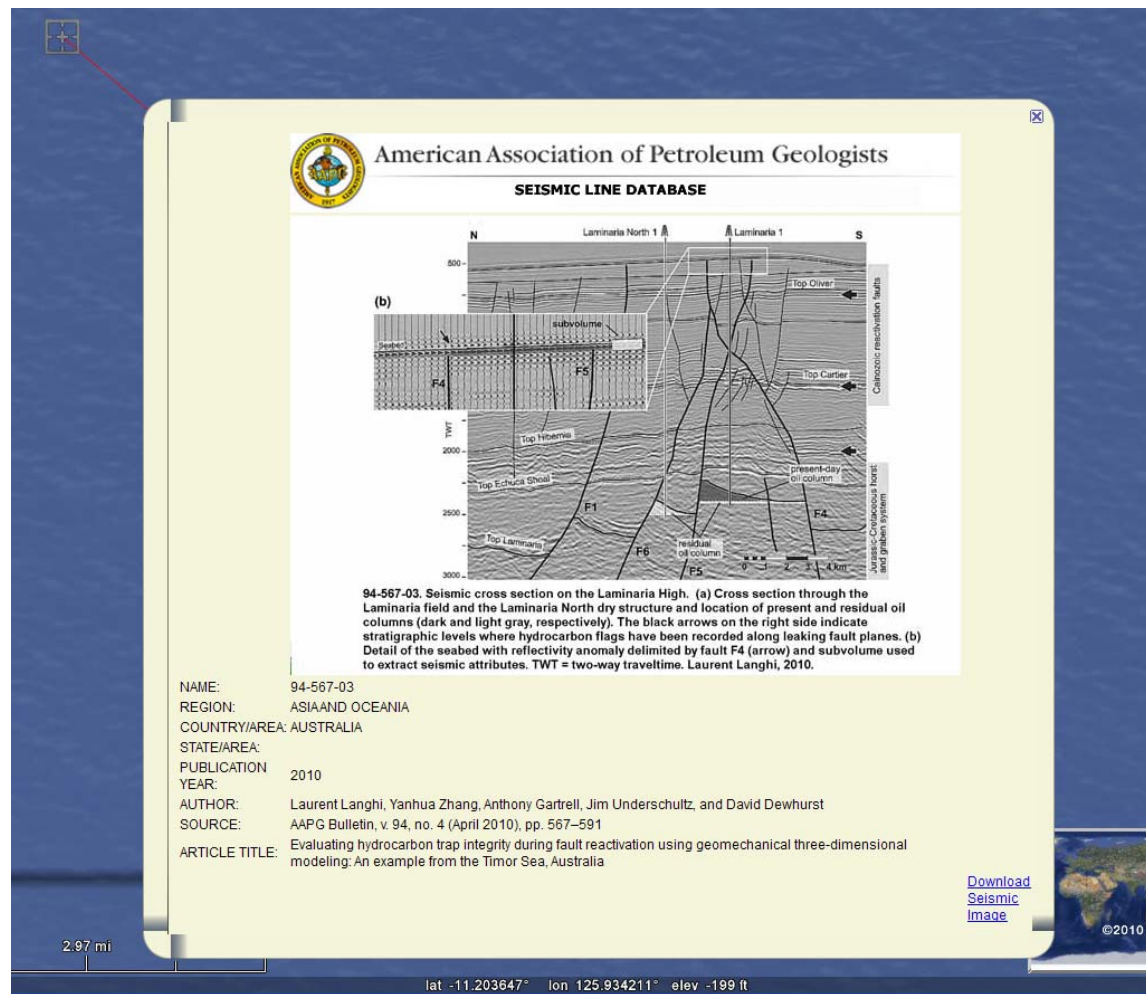 American Association of Petroleum Geologists
SEISMIC LINE DATABASE
N
Laminaria North 1
Laminaria 1
S
500
Top Oliver
(b)
subvolume
Seabed
F4
F5
Cainozoic reactivation faults
Top Cartier
TWT
Top Hibernia
2000
present-day
oil column
Top Echuca Shoal
2500
F1
F4
Top Laminaria
residual
oil column
F6
F5
0 1 2 3 4 km
3000
Jurassic-Cretaceous horst
and graben system
94-567-03. Seismic cross section on the Laminaria High. (a) Cross section through the
Laminaria field and the Laminaria North dry structure and location of present and residual oil
columns (dark and light gray, respectively). The black arrows on the right side indicate
stratigraphic levels where hydrocarbon flags have been recorded along leaking fault planes. (b)
Detail of the seabed with reflectivity anomaly delimited by fault F4 (arrow) and subvolume used
to extract seismic attributes. TWT = two-way traveltime. Laurent Langhi, 2010.
NAME: 94-567-03
REGION: ASIAAND OCEANIA
COUNTRY/AREA: AUSTRALIA
STATE/AREA:
PUBLICATION
YEAR: 2010
AUTHOR: Laurent Langhi, Yanhua Zhang, Anthony Gartrell, Jim Underschultz, and David Dewhurst
SOURCE: AAPG Bulletin, v. 94, no. 4 (April 2010), pp. 567–591
ARTICLE TITLE: Evaluating hydrocarbon trap integrity during fault reactivation using geomechanical three-dimensional
modeling: An example from the Timor Sea, Australia
Download
Seismic
Image
©2010
2.97 mi
lat -11.203647° lon 125.934211° elev -199 ft